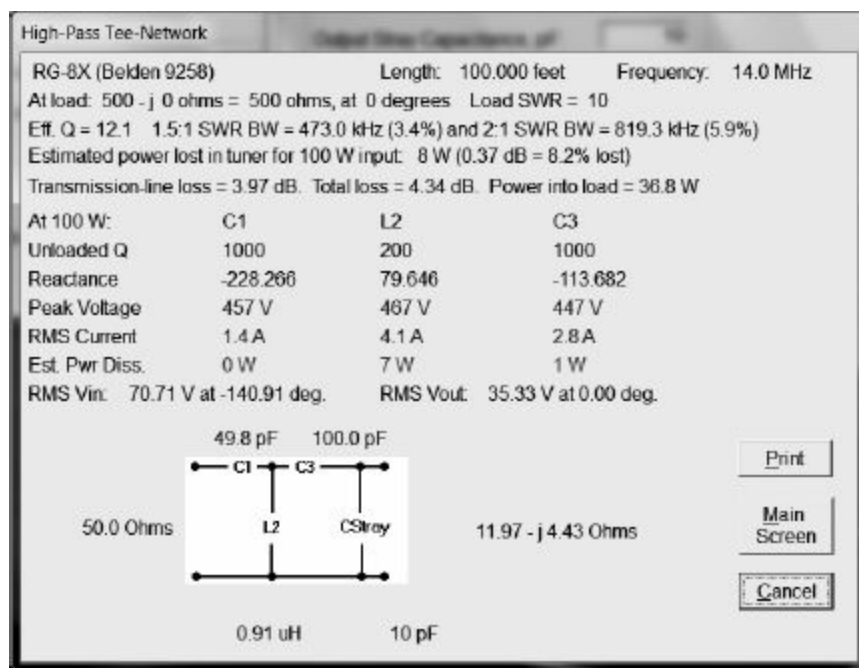 High-Pass Tee-Network
RG-8X (Belden 9258) Length: 100.000 feet Frequency: 14.0 MHz
At load: 500 - j 0 ohms = 500 ohms, at 0 degrees Load SWR = 10
Eff. Q = 12.1 1.5:1 SWR BW = 473.0 kHz (3.4%) and 2:1 SWR BW = 819.3 kHz (5.9%)
Estimated power lost in tuner for 100 W input: 8 W (0.37 dB = 8.2% lost)
Transmission-line loss = 3.97 dB. Total loss = 4.34 dB. Power into load = 36.8 W
At 100 W: C1 L2 C3
Unloaded Q 1000 200 1000
Reactance -228.266 79.646 -113.682
Peak Voltage 457 V 467 V 447 V
RMS Current 1.4 A 4.1 A 2.8 A
Est. Pwr Diss. 0 W 7 W 1 W
RMS Vin: 70.71 V at -140.91 deg. RMS Vout: 35.33 V at 0.00 deg.
49.8 pF 100.0 pF
C1 C3
Print
50.0 Ohms L2 CStray 11.97 - j 4.43 Ohms
Main Screen
Cancel
0.91 uH 10 pF